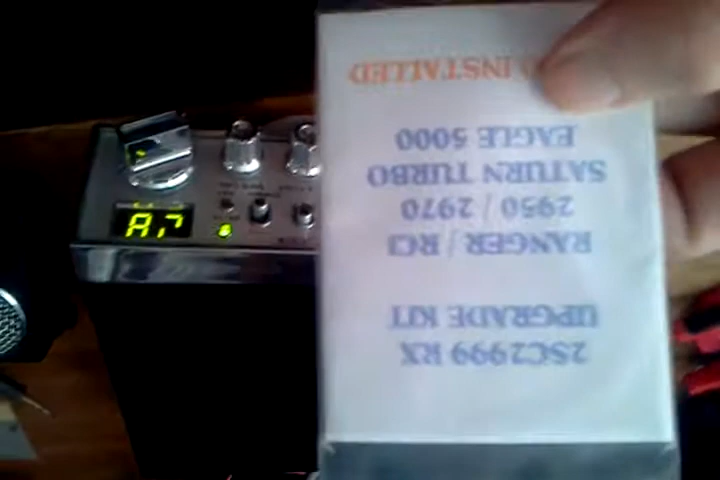 2SC2999 RX
UPGRADE KIT
RANGER / RCI
2950 / 2970
SATURN TURBO
EAGLE 5000
INSTALLED